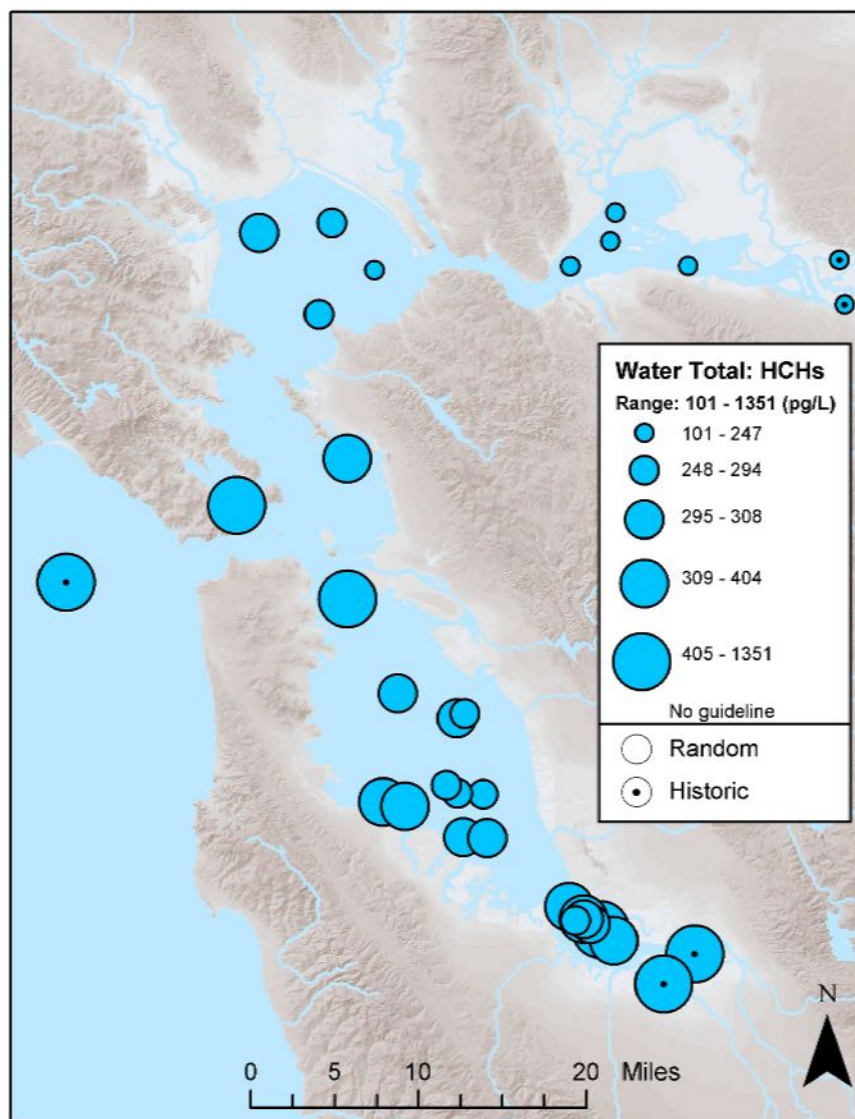 Water Total: HCHs
Range: 101 - 1351 (pg/L)
101 - 247
248 - 294
295 - 308
309 - 404
405 - 1351
No guideline
Random
Historic
N
0 5 10 20 Miles